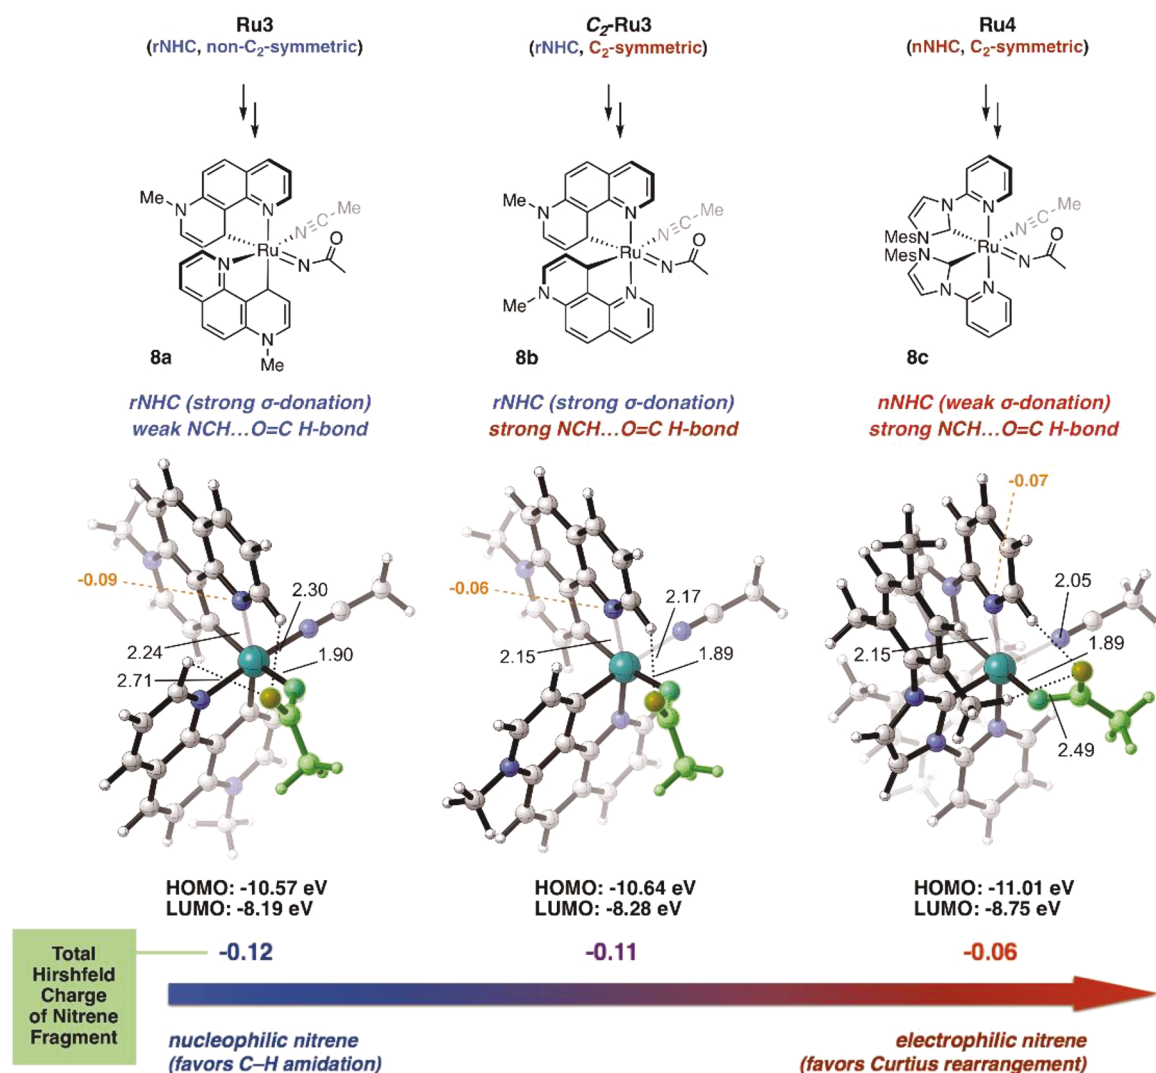 Ru3
(rNHC, non-C₂-symmetric)
C₂-Ru3
(rNHC, C₂-symmetric)
Ru4
(nNHC, C₂-symmetric)
Me
N
N
N≡C
Me
Ru
N
O
N
N
Me
8a
Me
N
N
N≡C
Me
Ru
N
O
N
Me
N
8b
N
N
N
Mes
N≡C
Me
Ru
N
O
Mes
N
N
N
8c
rNHC (strong σ-donation)
weak NCH...O=C H-bond
rNHC (strong σ-donation)
strong NCH...O=C H-bond
nNHC (weak σ-donation)
strong NCH...O=C H-bond
-0.09
2.30
2.24
1.90
2.71
-0.06
2.17
2.15
1.89
-0.07
2.05
2.15
1.89
2.49
HOMO: -10.57 eV
LUMO: -8.19 eV
HOMO: -10.64 eV
LUMO: -8.28 eV
HOMO: -11.01 eV
LUMO: -8.75 eV
Total
Hirshfeld
Charge
of Nitrene
Fragment
-0.12
-0.11
-0.06
nucleophilic nitrene
(favors C–H amidation)
electrophilic nitrene
(favors Curtius rearrangement)